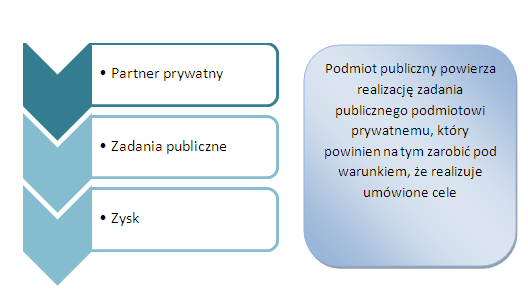 • Partner prywatny
• Zadania publiczne
• Zysk
Podmiot publiczny powierza
realizację zadania
publicznego podmiotowi
prywatnemu, który
powinien na tym zarobić pod
warunkiem, że realizuje
umówione cele